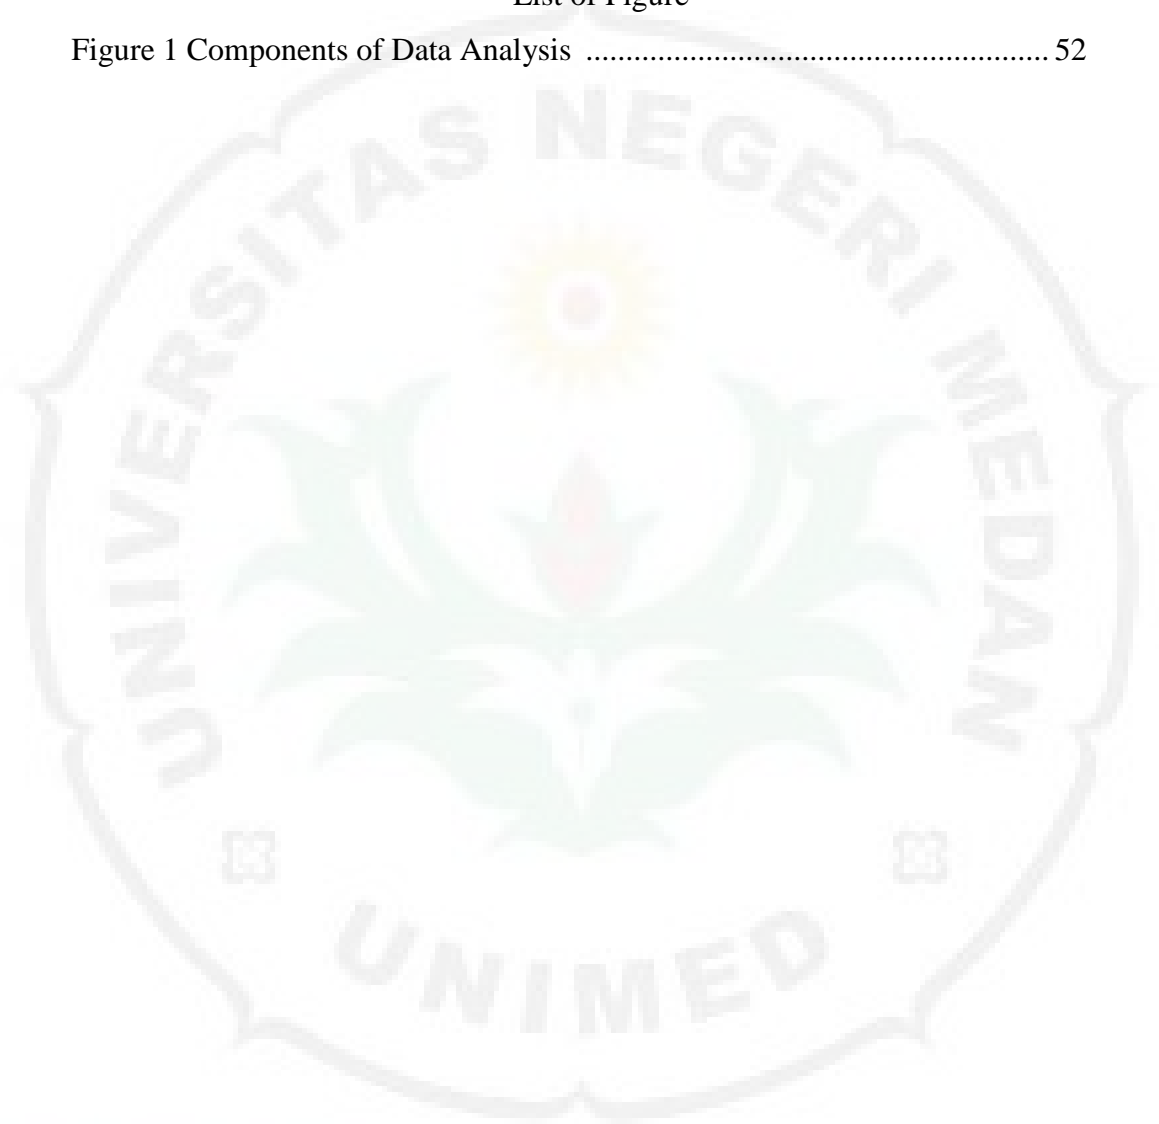 List of Figure
Figure 1 Components of Data Analysis .......................................................... 52
UNIVERSITAS NEGERI MEDAN
UNIMED